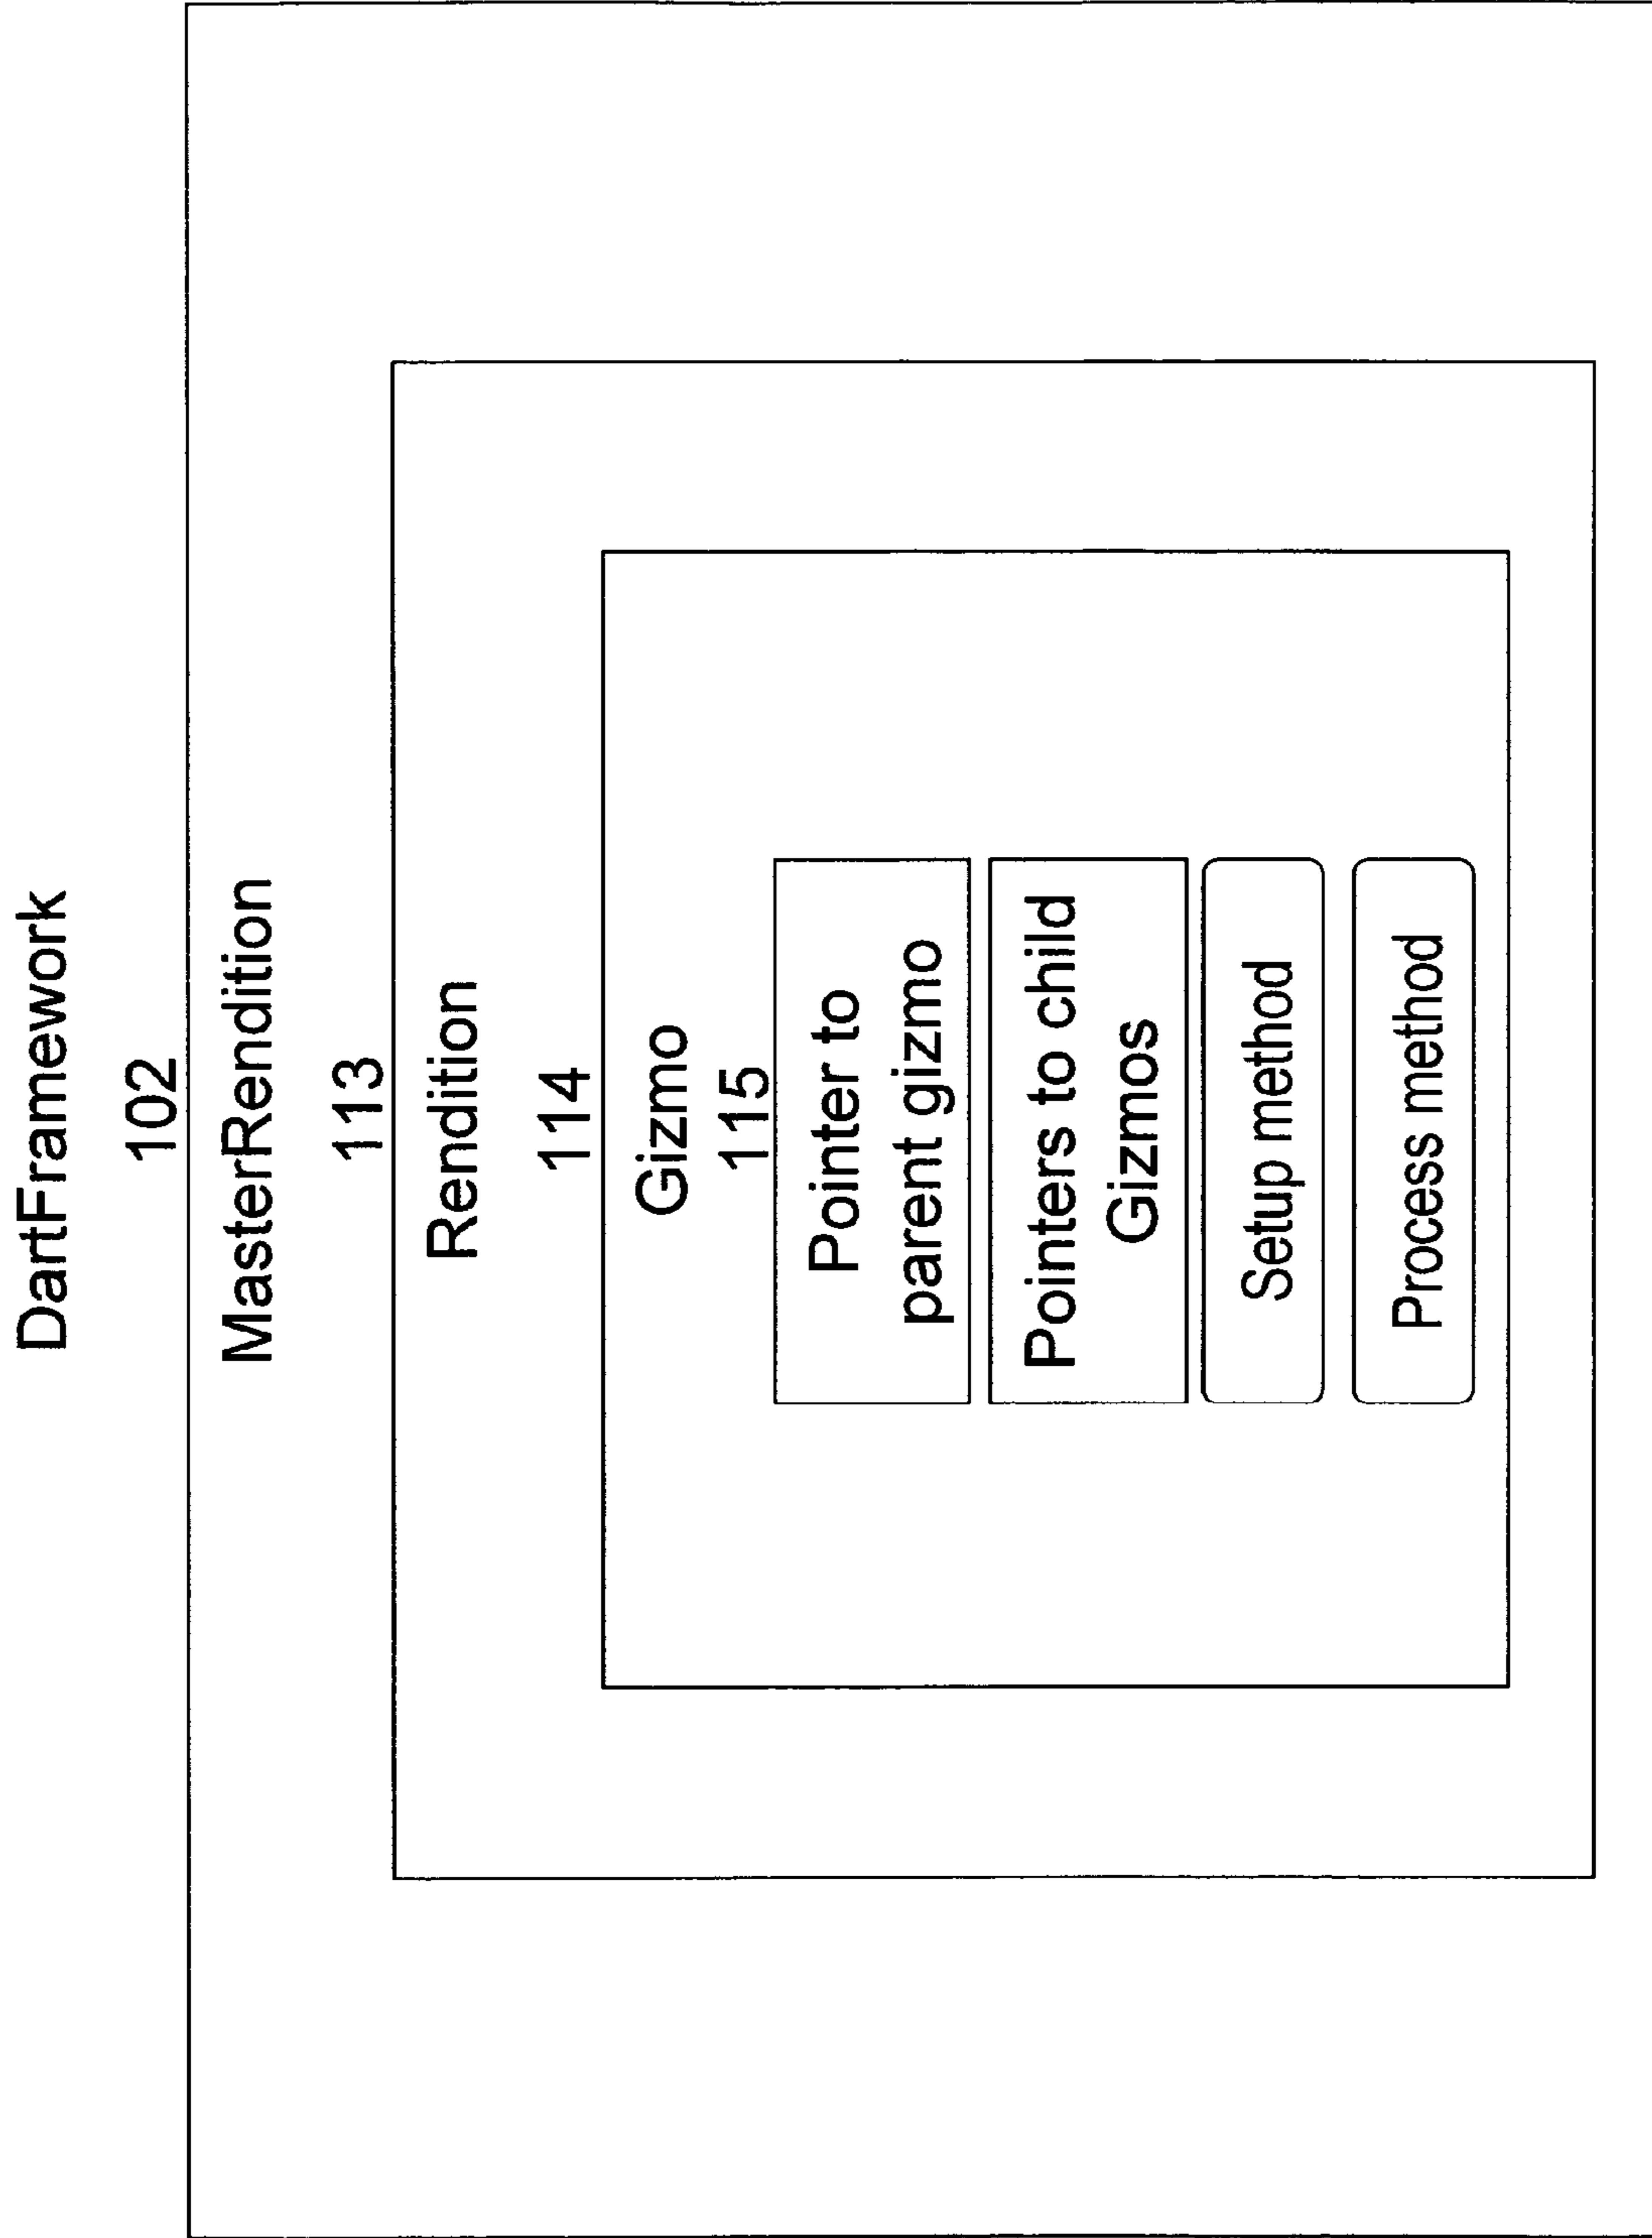 DartFramework
102
MasterRendition
113
Rendition
114
Gizmo
115
Pointer to
parent gizmo
Pointers to child
Gizmos
Setup method
Process method